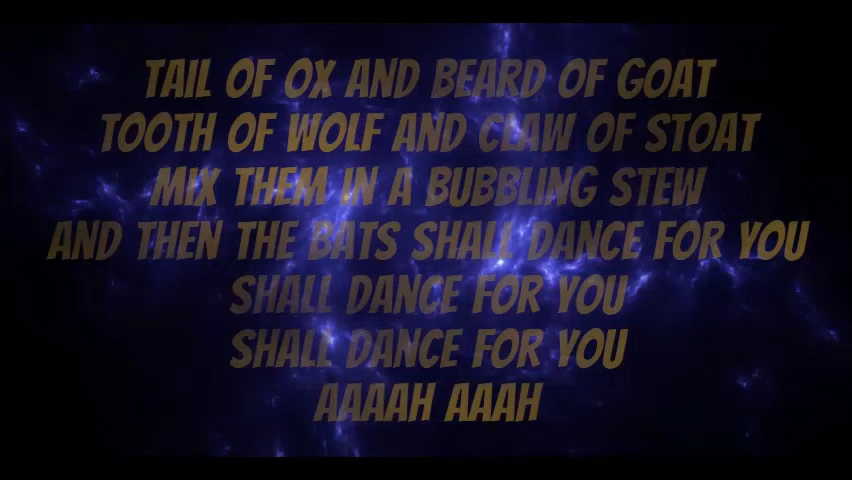 TAIL OF OX AND BEARD OF GOAT
TOOTH OF WOLF AND CLAW OF STOAT
MIX THEM IN A BUBBLING STEW
AND THEN THE BATS SHALL DANCE FOR YOU
SHALL DANCE FOR YOU
SHALL DANCE FOR YOU
AAAAH AAAH